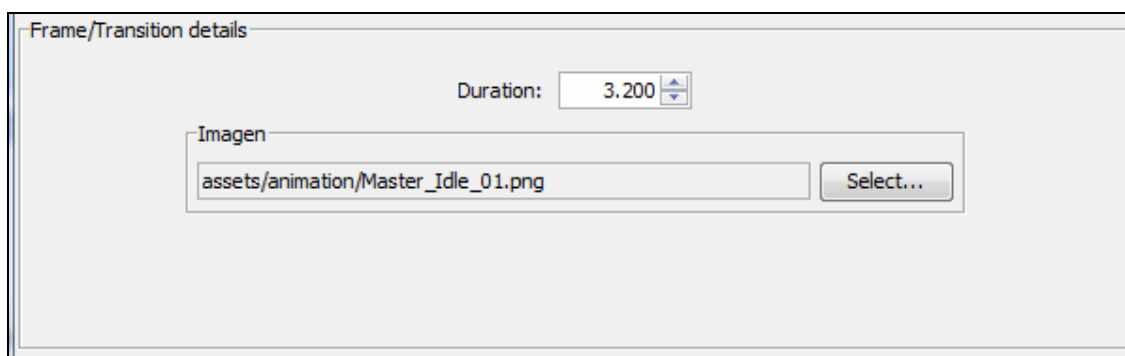 Frame/Transition details
Duration: 3.200
Imagen
assets/animation/Master_Idle_01.png Select...